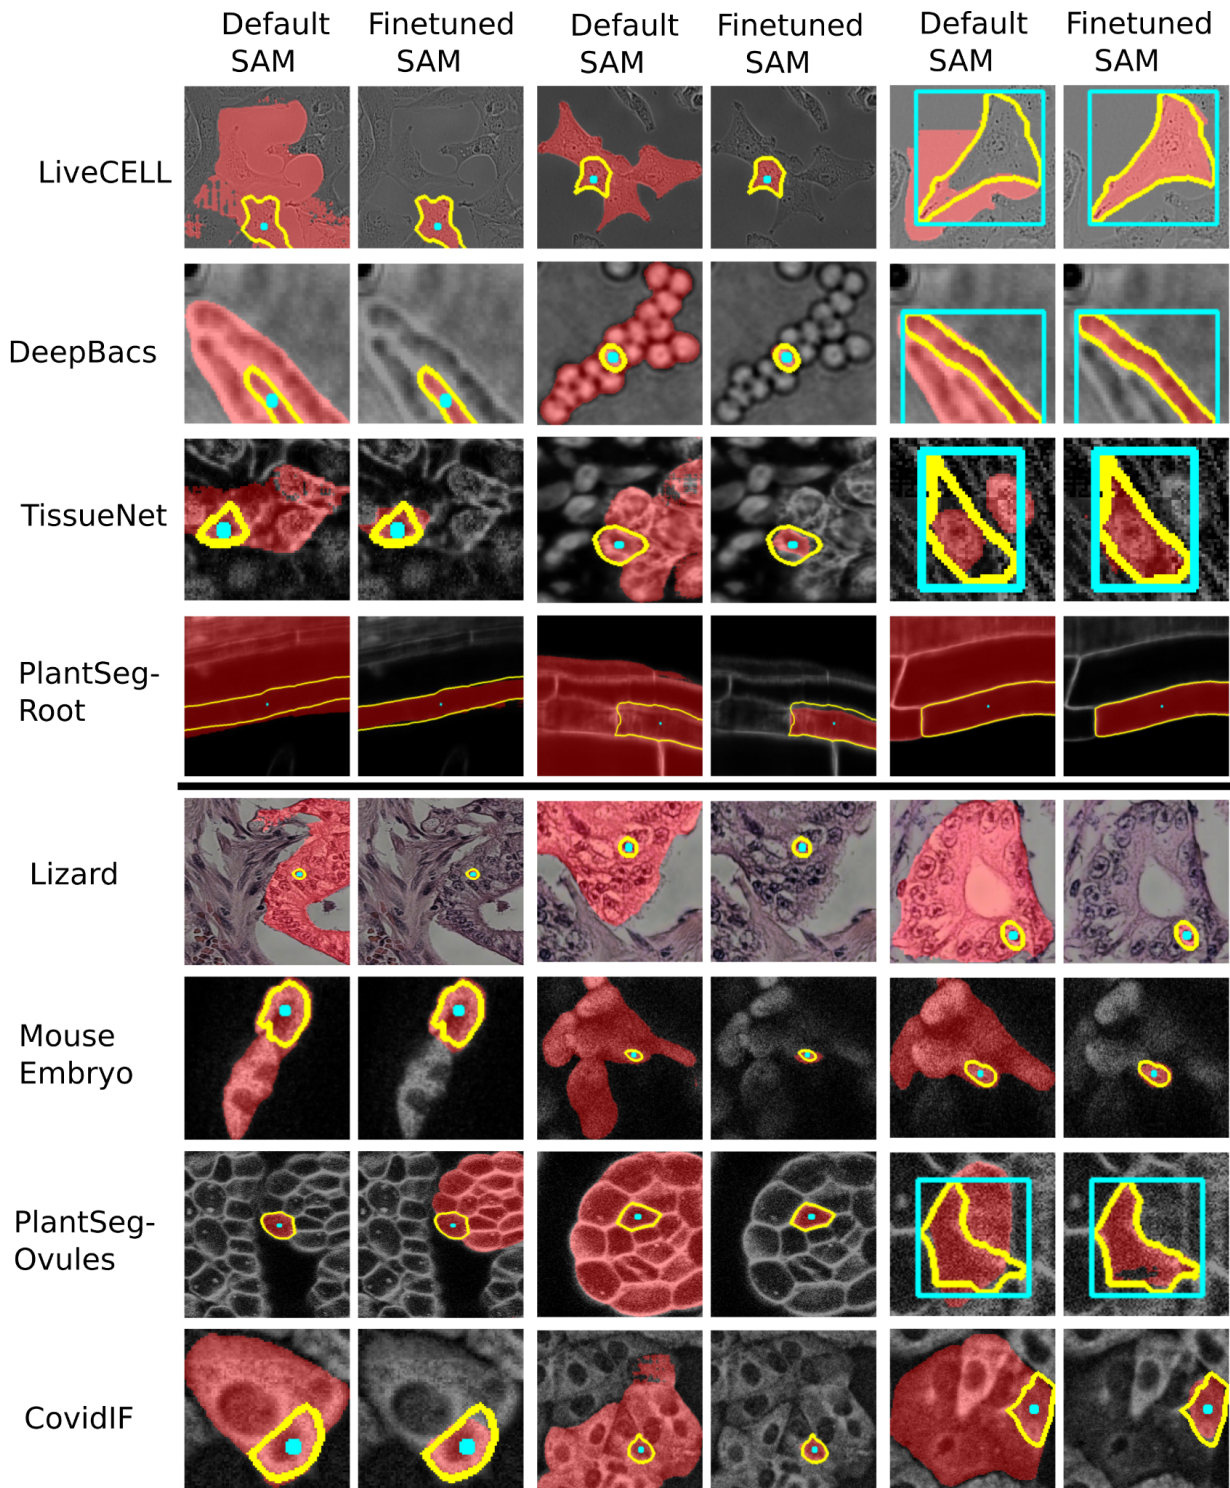 Default Finetuned Default Finetuned Default Finetuned
SAM SAM SAM SAM SAM SAM
LiveCELL
DeepBacs
TissueNet
PlantSeg-
Root
Lizard
Mouse
Embryo
PlantSeg-
Ovules
CovidIF